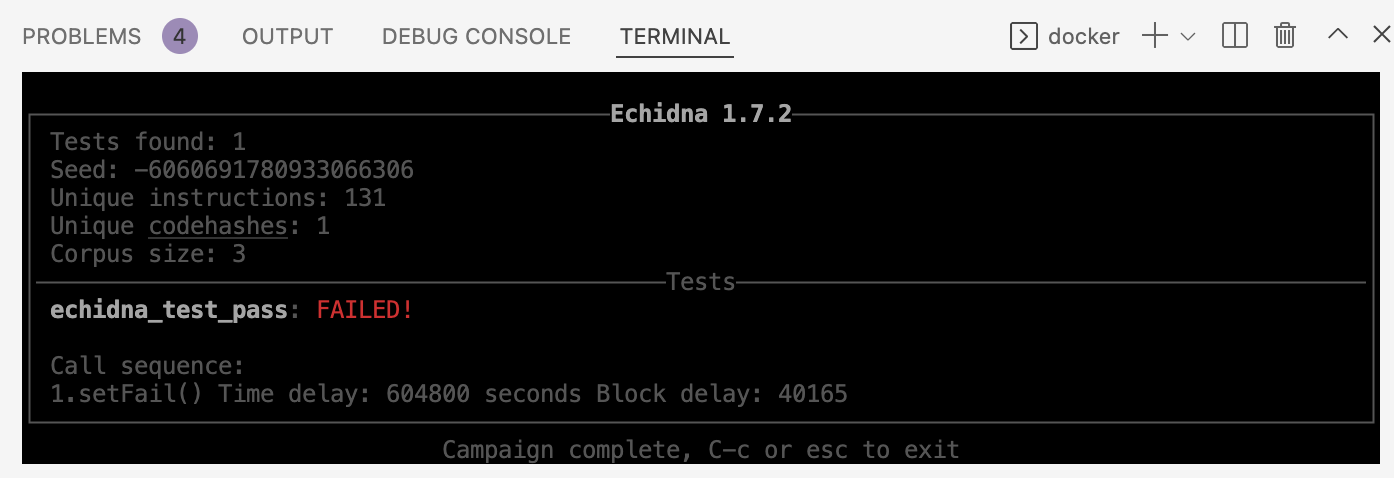 PROBLEMS 4 OUTPUT DEBUG CONSOLE TERMINAL docker
Echidna 1.7.2
Tests found: 1
Seed: -6060691780933066306
Unique instructions: 131
Unique codehashes: 1
Corpus size: 3
Tests
echidna_test_pass: FAILED!
Call sequence:
1.setFail() Time delay: 604800 seconds Block delay: 40165
Campaign complete, C-c or esc to exit